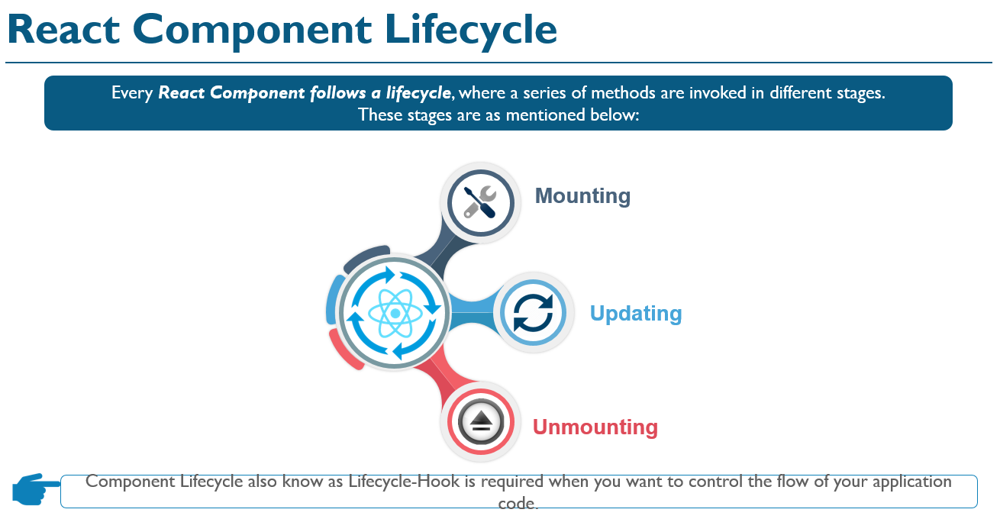 React Component Lifecycle
Every React Component follows a lifecycle, where a series of methods are invoked in different stages.
These stages are as mentioned below:
Mounting
Updating
Unmounting
Component Lifecycle also know as Lifecycle-Hook is required when you want to control the flow of your application
code.